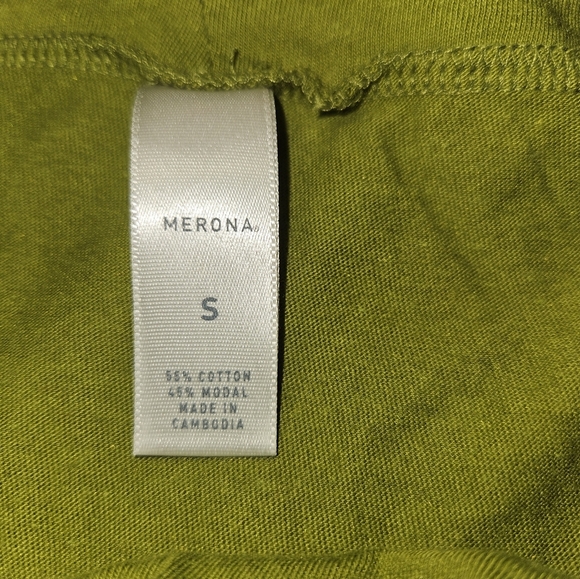 MERONA®
S
55% COTTON
45% MODAL
MADE IN
CAMBODIA